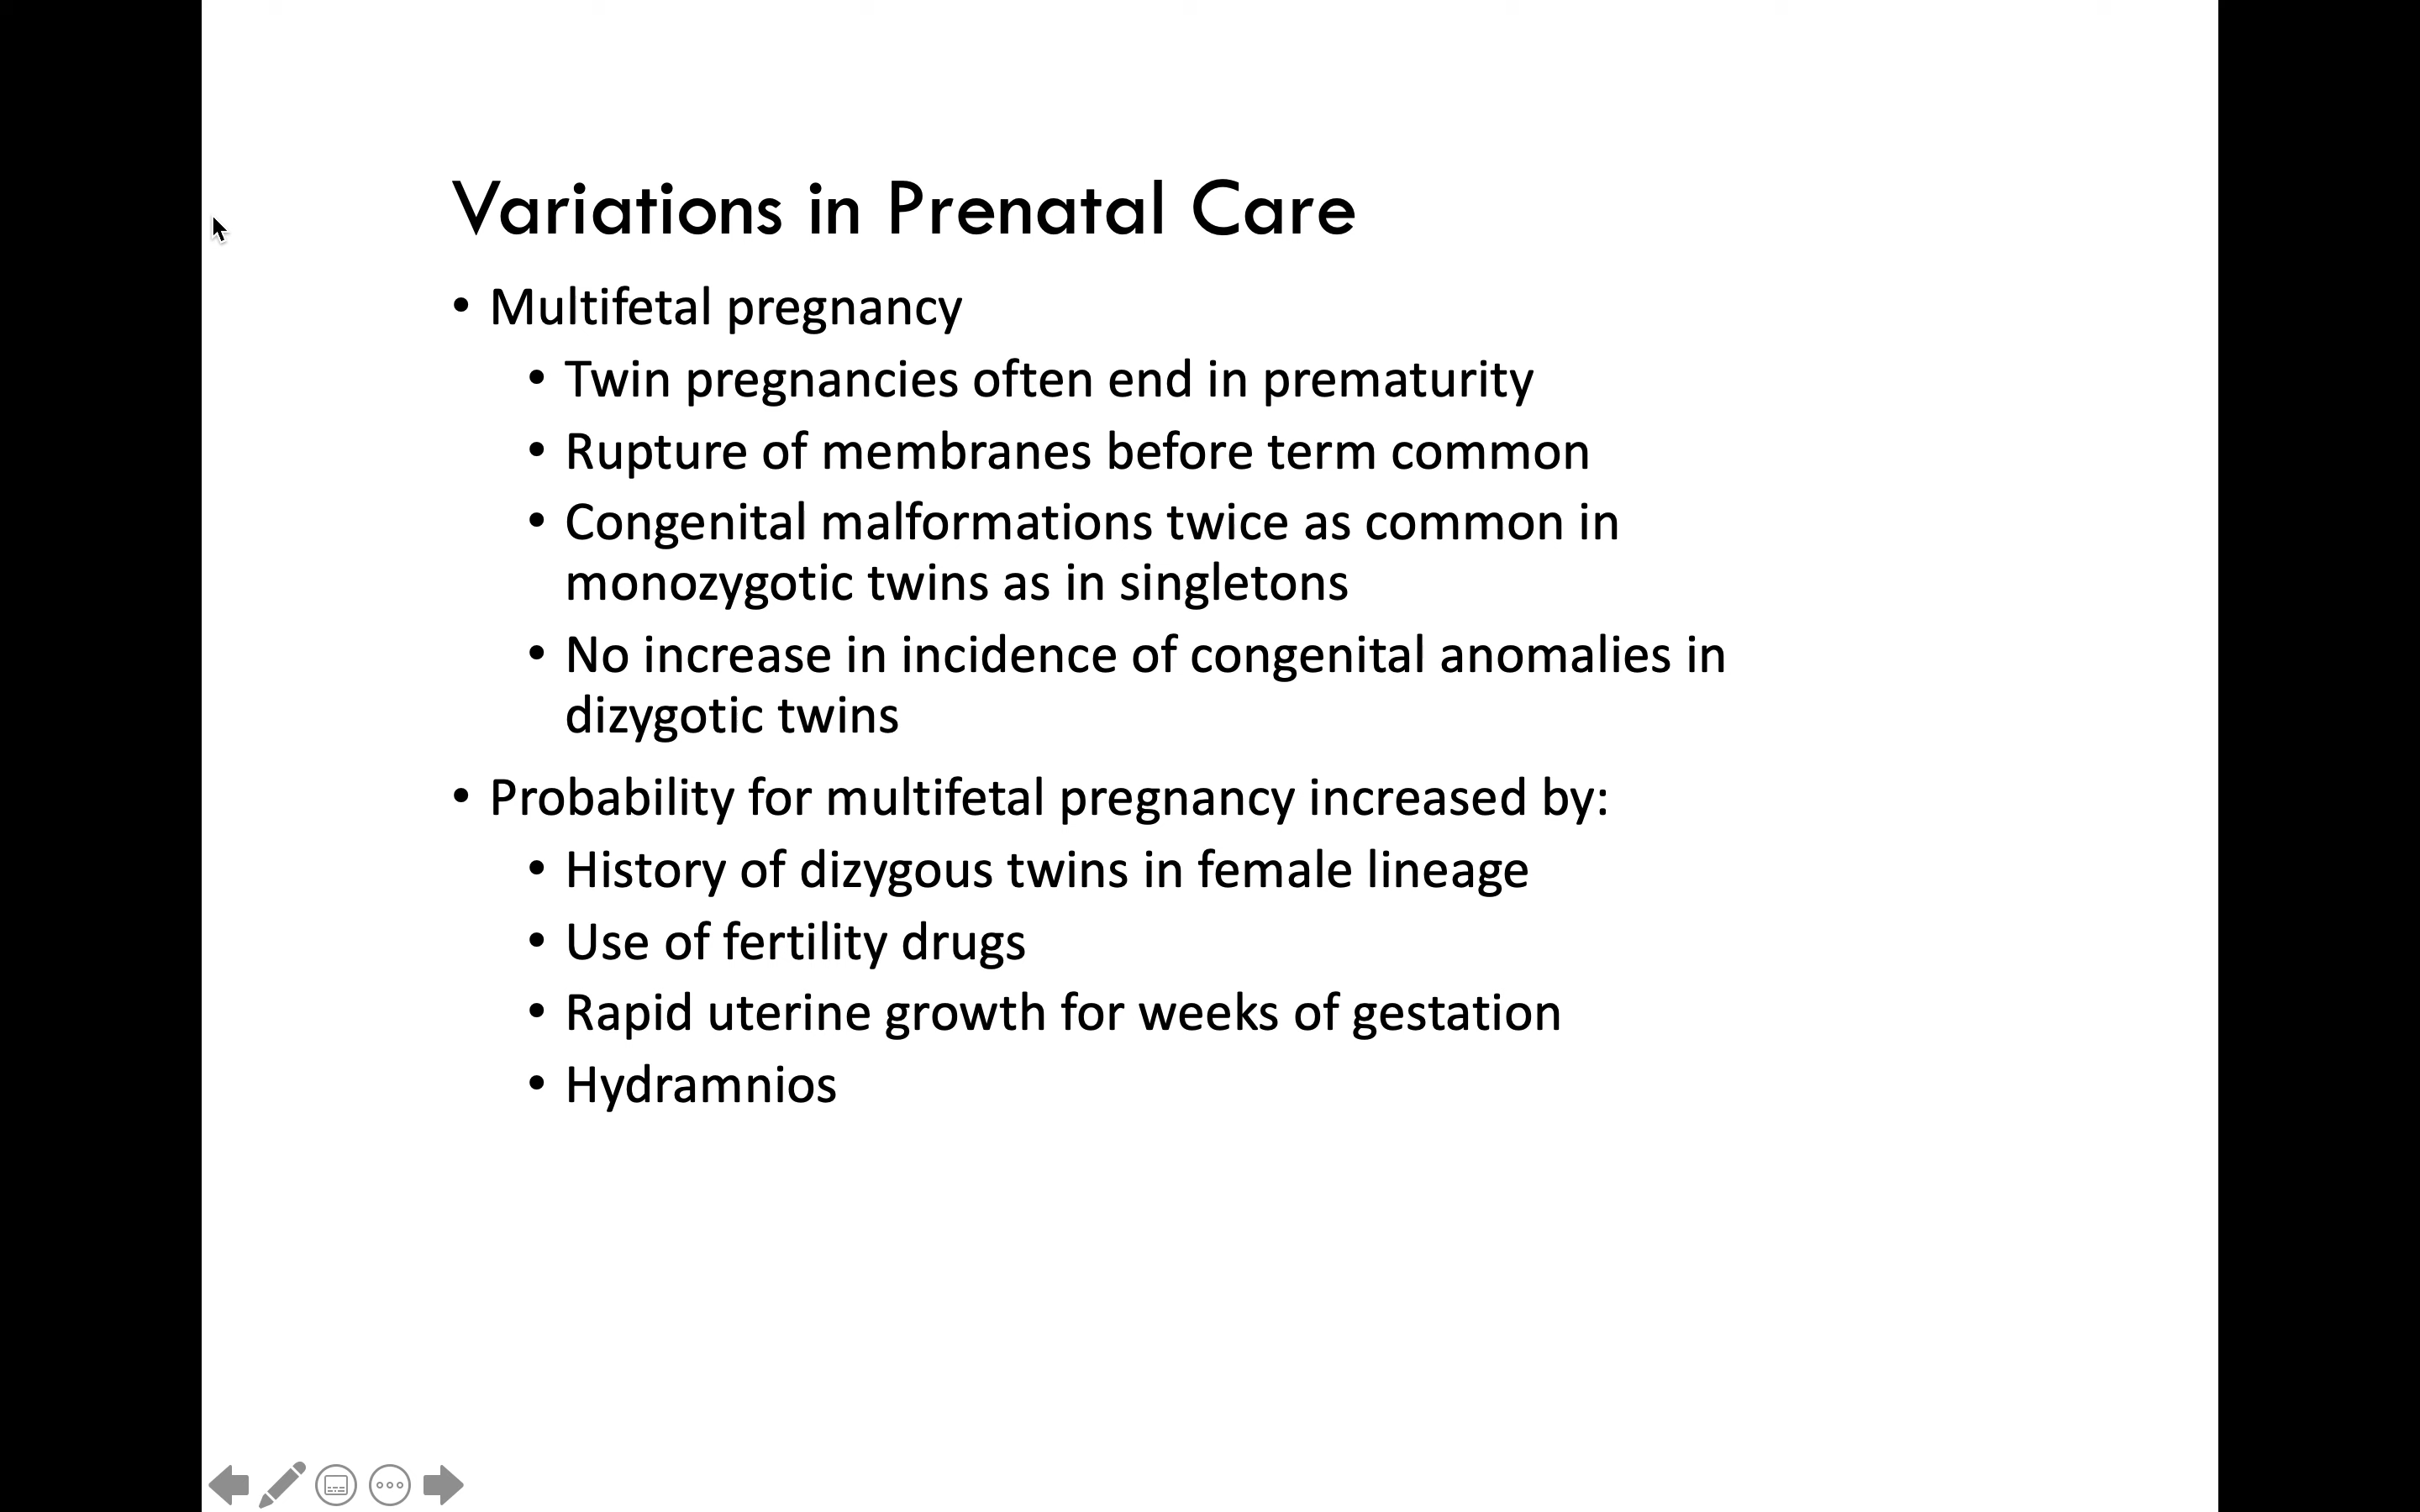 Variations in Prenatal Care
• Multifetal pregnancy
• Twin pregnancies often end in prematurity
• Rupture of membranes before term common
• Congenital malformations twice as common in
monozygotic twins as in singletons
• No increase in incidence of congenital anomalies in
dizygotic twins
• Probability for multifetal pregnancy increased by:
• History of dizygous twins in female lineage
• Use of fertility drugs
• Rapid uterine growth for weeks of gestation
• Hydramnios